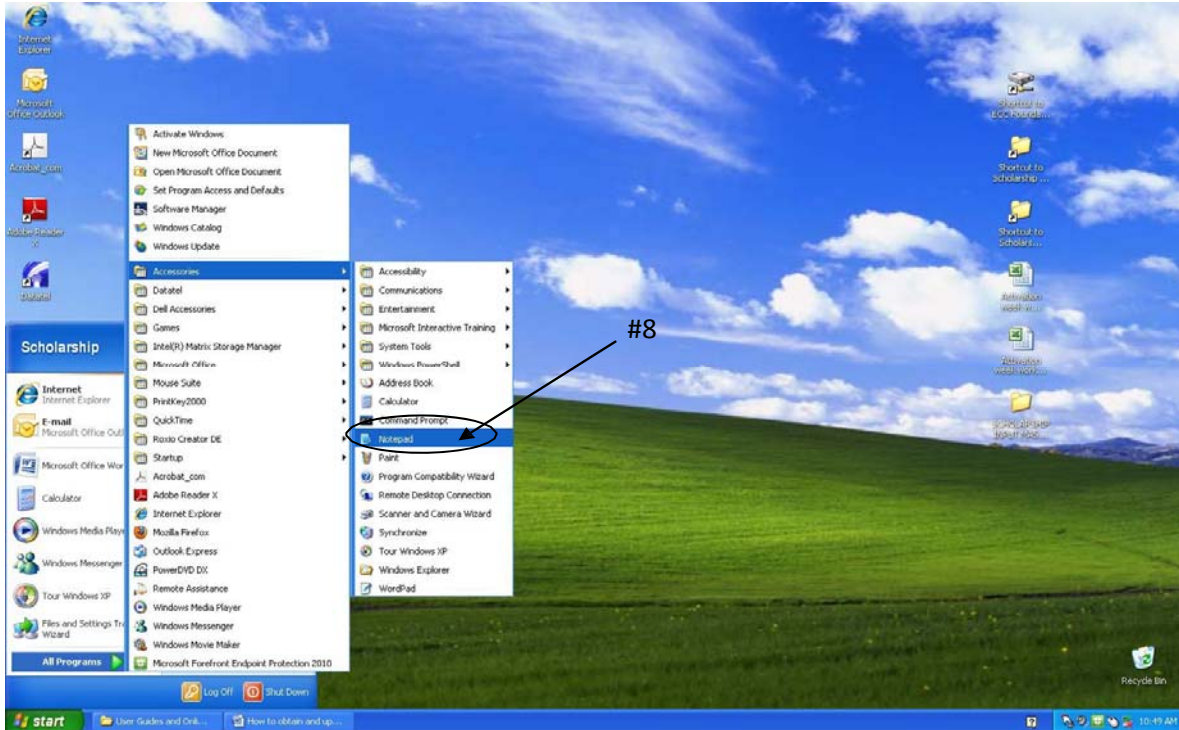 Internet
Explorer
Microsoft
Office Outlook
Acrobat_com
Adobe Reader
X
Datatel
Shortcut to
Shortcut to
Scholarship ...
Shortcut to
Scholars...
Activation
Activation
Recycle Bin
Activate Windows
New Microsoft Office Document
Open Microsoft Office Document
Set Program Access and Defaults
Software Manager
Windows Catalog
Windows Update
Accessories
Datatel
Dell Accessories
Games
Intel(R) Matrix Storage Manager
Microsoft Office
Mouse Suite
PrintKey2000
QuickTime
Roxio Creator DE
Startup
Acrobat_com
Adobe Reader X
Internet Explorer
Mozilla Firefox
Outlook Express
PowerDVD DX
Remote Assistance
Windows Media Player
Windows Messenger
Windows Movie Maker
Microsoft Forefront Endpoint Protection 2010
Accessibility
Communications
Entertainment
Microsoft Interactive Training
System Tools
Windows PowerShell
Address Book
Calculator
Command Prompt
Notepad
Paint
Program Compatibility Wizard
Remote Desktop Connection
Scanner and Camera Wizard
Synchronize
Tour Windows XP
Windows Explorer
WordPad
#8
Scholarship
Internet
Internet Explorer
E-mail
Microsoft Office Outl
Microsoft Office Wor
Calculator
Windows Media Playe
Windows Messenger
Tour Windows XP
Files and Settings Tra
Wizard
All Programs
Log Off
Shut Down
start
User Guides and Onli...
How to obtain and up...
10:49 AM